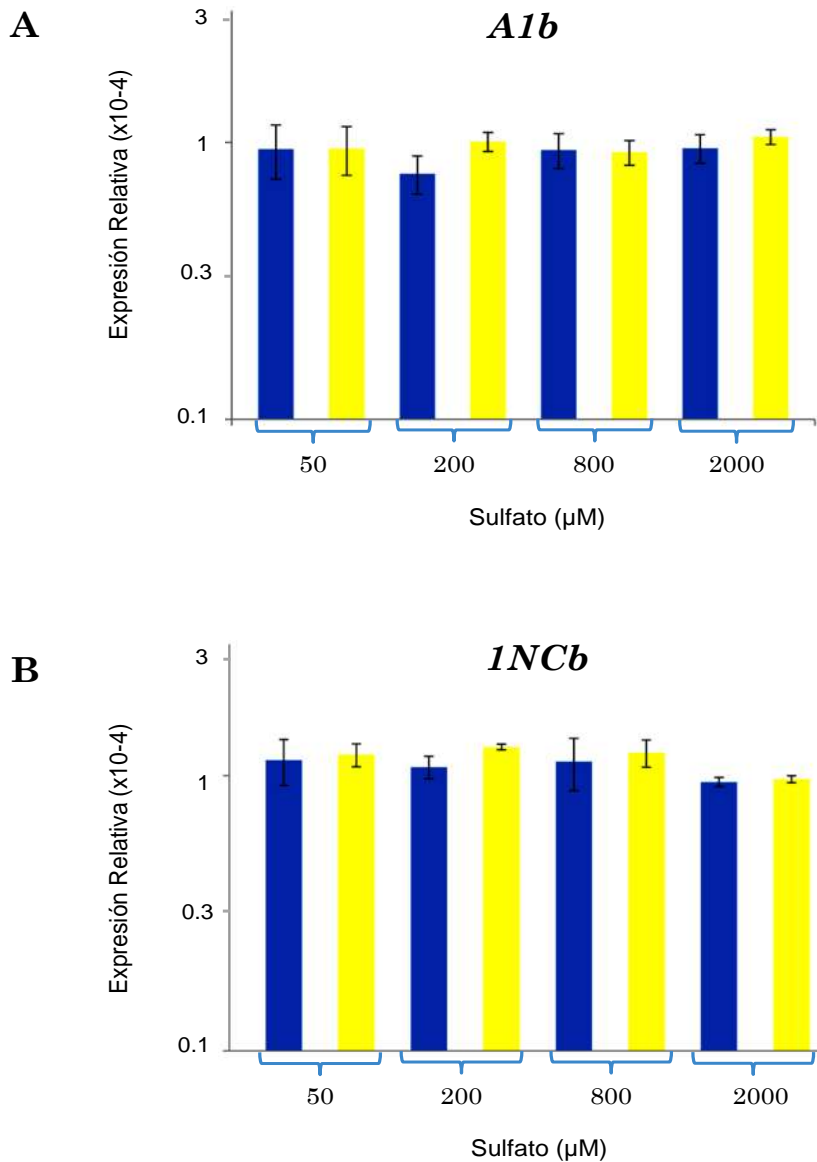 A
A1b
Expresión Relativa (x10-4)
3
1
0.3
0.1
50 200 800 2000
Sulfato (µM)
B
1NCb
Expresión Relativa (x10-4)
3
1
0.3
0.1
50 200 800 2000
Sulfato (µM)